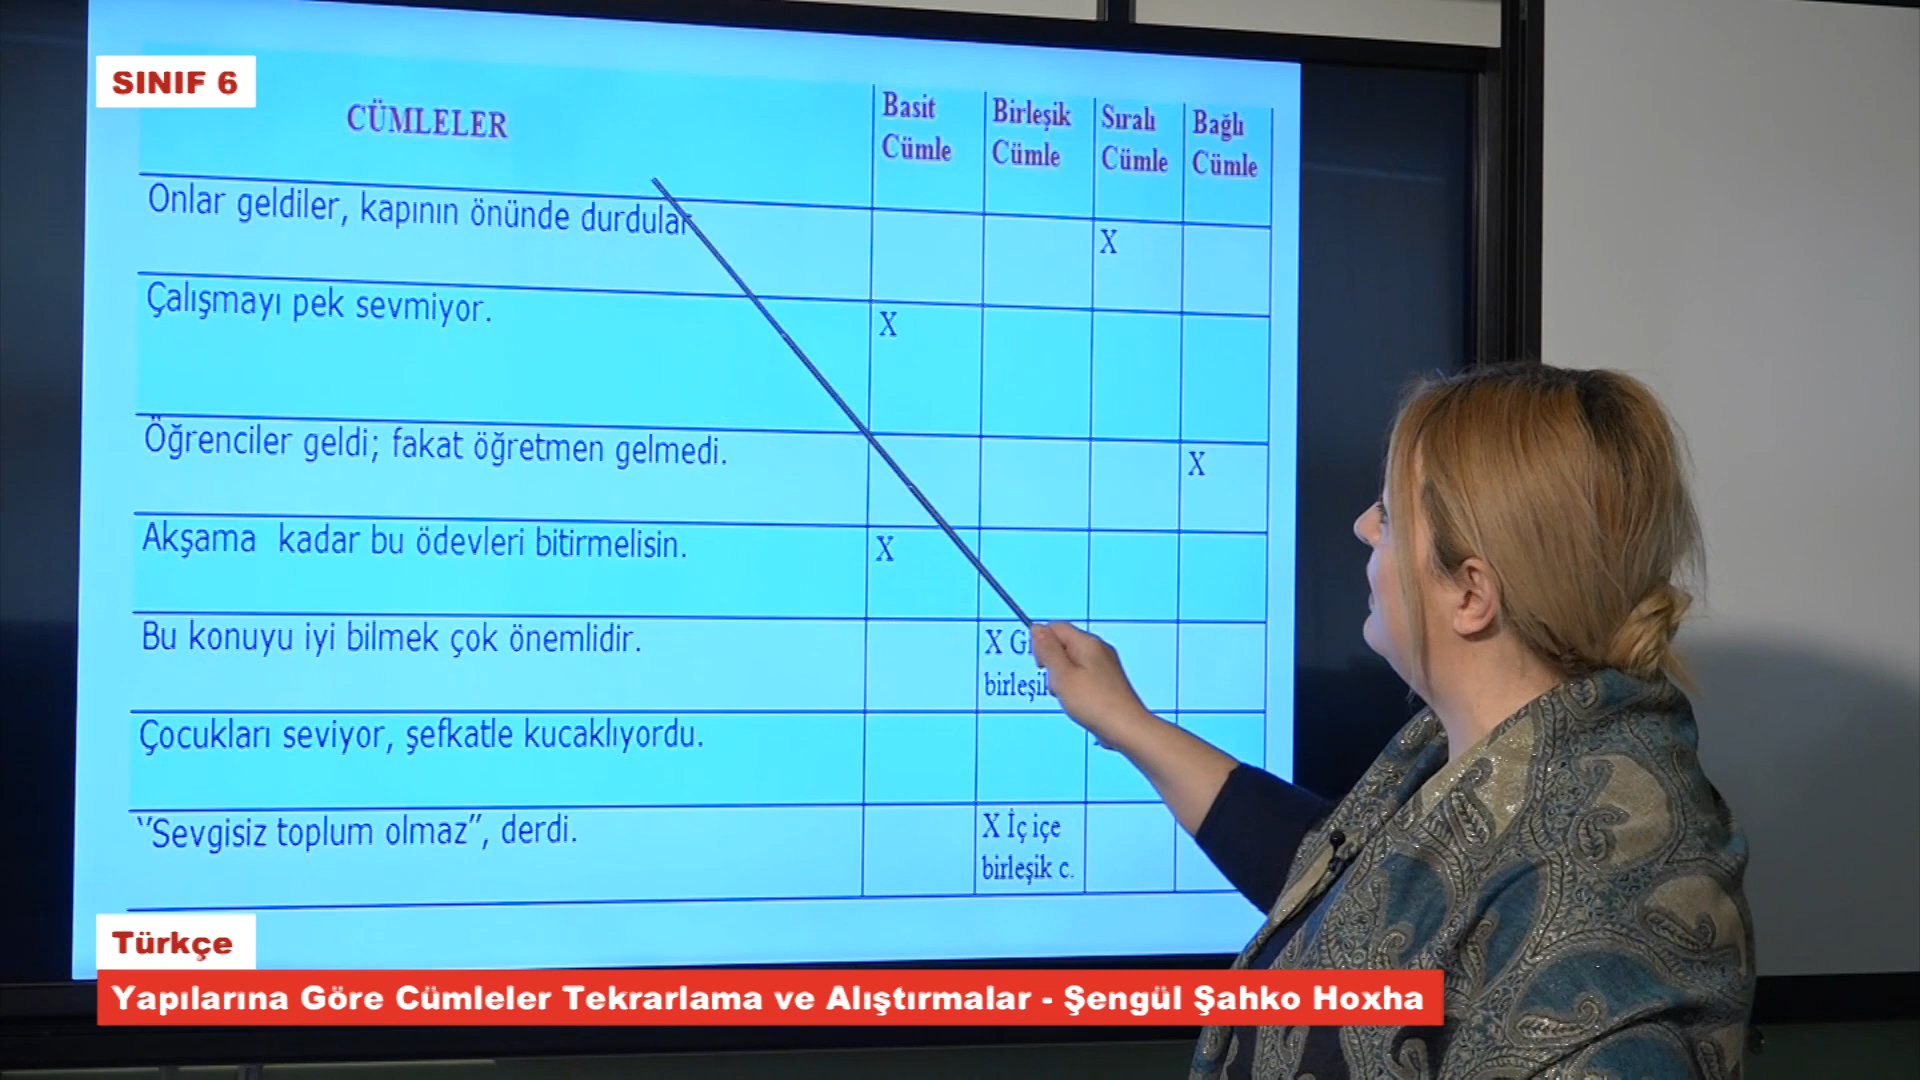 SINIF 6
CÜMLELER
Basit
Cümle
Birleşik
Cümle
Sıralı
Cümle
Bağlı
Cümle
Onlar geldiler, kapının önünde durdular
X
Çalışmayı pek sevmiyor.
X
Öğrenciler geldi; fakat öğretmen gelmedi.
X
Akşama kadar bu ödevleri bitirmelisin.
X
Bu konuyu iyi bilmek çok önemlidir.
X
Çocukları seviyor, şefkatle kucaklıyordu.
‘’Sevgisiz toplum olmaz’’, derdi.
X İç içe
birleşik c.
Türkçe
Yapılarına Göre Cümleler Tekrarlama ve Alıştırmalar - Şengül Şahko Hoxha